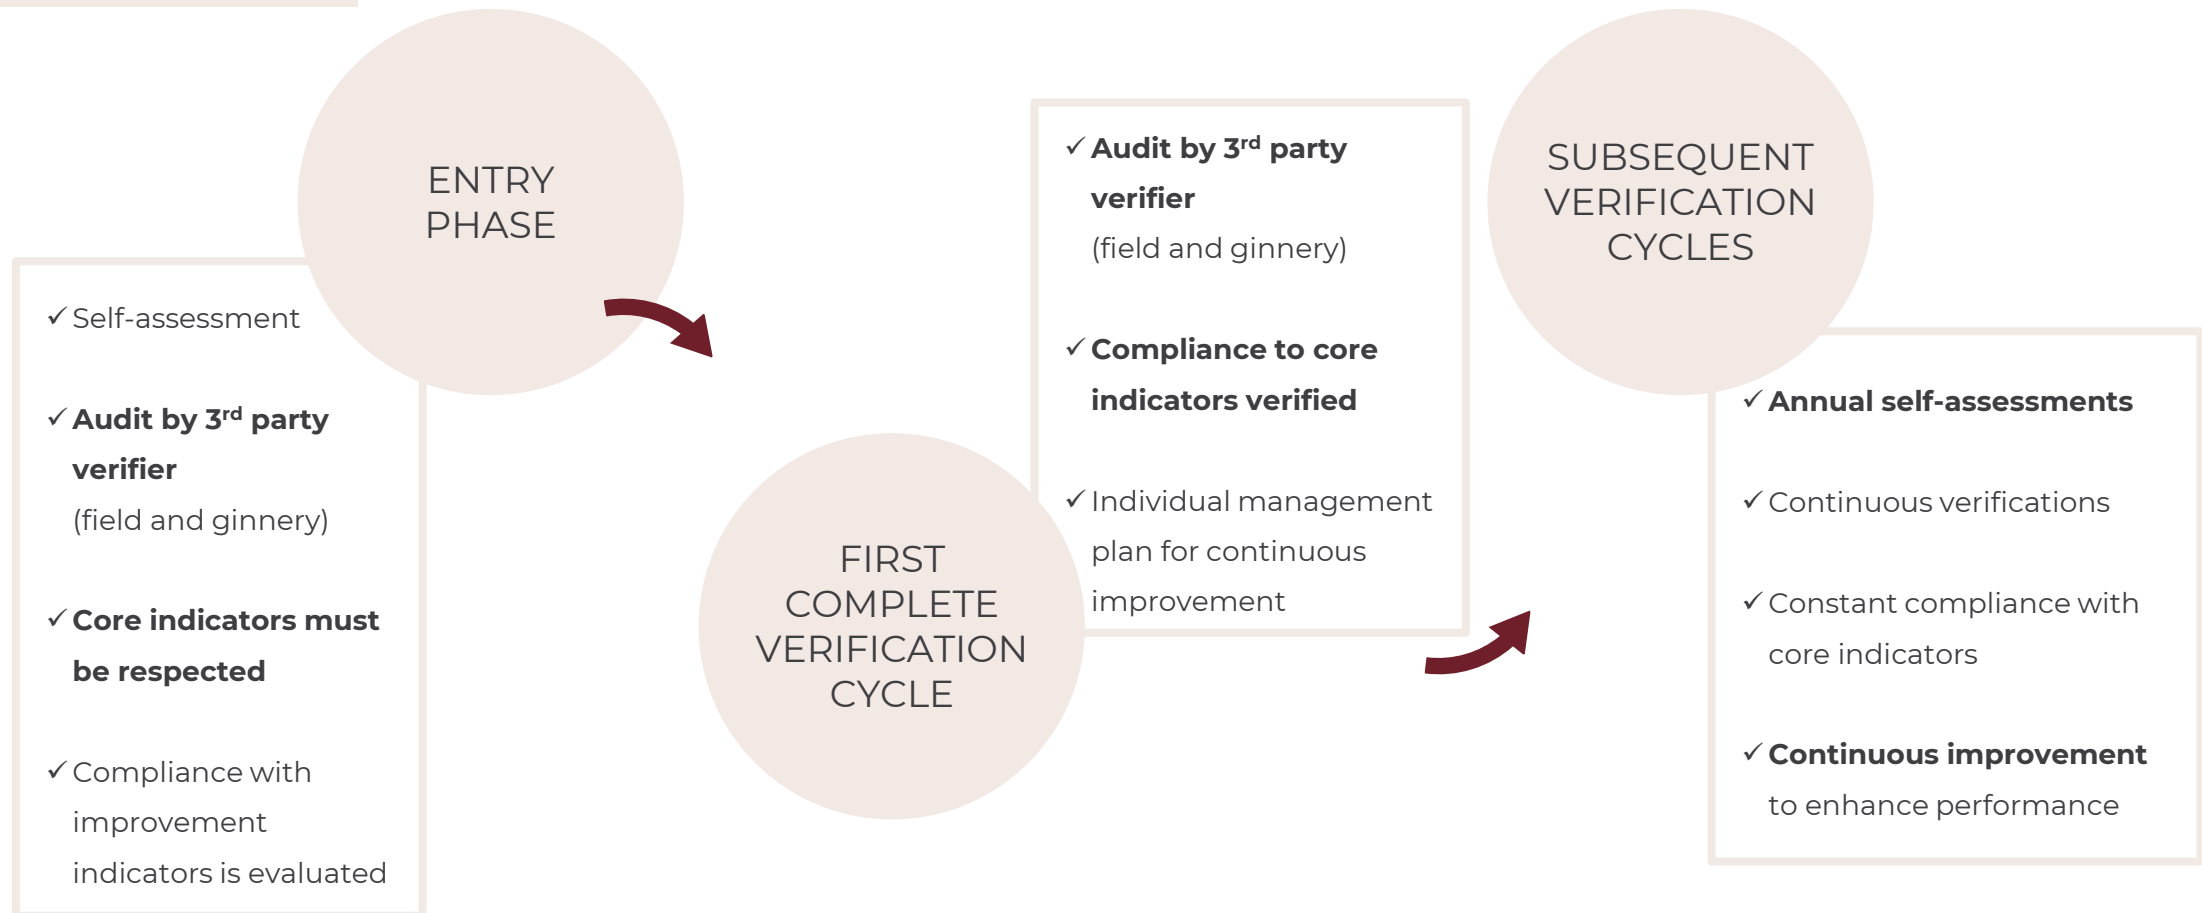 ENTRY
PHASE
✓ Self-assessment
✓ Audit by 3rd party
verifier
(field and ginnery)
✓ Core indicators must
be respected
✓ Compliance with
improvement
indicators is evaluated
FIRST
COMPLETE
VERIFICATION
CYCLE
✓ Audit by 3rd party
verifier
(field and ginnery)
✓ Compliance to core
indicators verified
✓ Individual management
plan for continuous
improvement
SUBSEQUENT
VERIFICATION
CYCLES
✓ Annual self-assessments
✓ Continuous verifications
✓ Constant compliance with
core indicators
✓ Continuous improvement
to enhance performance